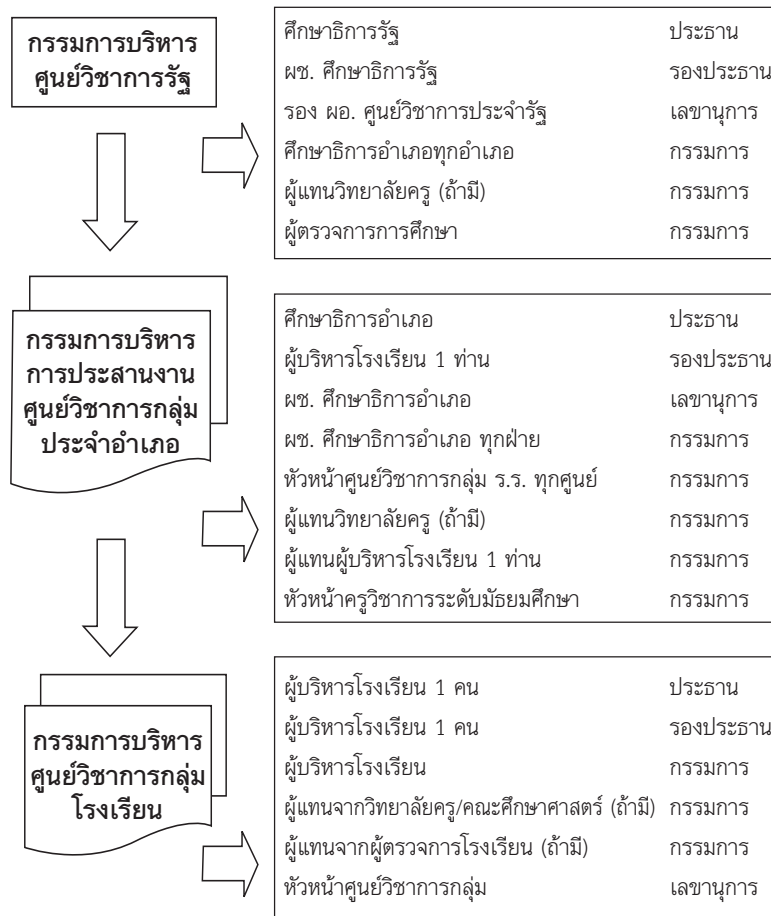 กรรมการบริหาร
ศูนย์วิชาการรัฐ
ศึกษาธิการรัฐ ประธาน
ผช. ศึกษาธิการรัฐ รองประธาน
รอง ผอ. ศูนย์วิชาการประจำรัฐ เลขานุการ
ศึกษาธิการอำเภอทุกอำเภอ กรรมการ
ผู้แทนวิทยาลัยครู (ถ้ามี) กรรมการ
ผู้ตรวจการการศึกษา กรรมการ
กรรมการบริหาร
การประสานงาน
ศูนย์วิชาการกลุ่ม
ประจำอำเภอ
ศึกษาธิการอำเภอ ประธาน
ผู้บริหารโรงเรียน 1 ท่าน รองประธาน
ผช. ศึกษาธิการอำเภอ เลขานุการ
ผช. ศึกษาธิการอำเภอ ทุกฝ่าย กรรมการ
หัวหน้าศูนย์วิชาการกลุ่ม ร.ร. ทุกศูนย์ กรรมการ
ผู้แทนวิทยาลัยครู (ถ้ามี) กรรมการ
ผู้แทนผู้บริหารโรงเรียน 1 ท่าน กรรมการ
หัวหน้าครูวิชาการระดับมัธยมศึกษา กรรมการ
กรรมการบริหาร
ศูนย์วิชาการกลุ่ม
โรงเรียน
ผู้บริหารโรงเรียน 1 คน ประธาน
ผู้บริหารโรงเรียน 1 คน รองประธาน
ผู้บริหารโรงเรียน กรรมการ
ผู้แทนจากวิทยาลัยครู/คณะศึกษาศาสตร์ (ถ้ามี) กรรมการ
ผู้แทนจากผู้ตรวจการโรงเรียน (ถ้ามี) กรรมการ
หัวหน้าศูนย์วิชาการกลุ่ม เลขานุการ